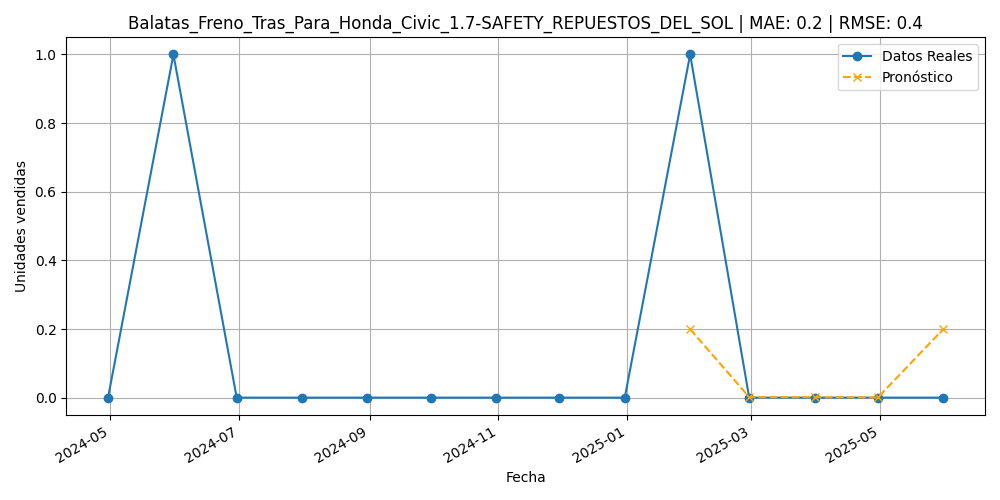 Balatas_Freno_Tras_Para_Honda_Civic_1.7-SAFETY_REPUESTOS_DEL_SOL | MAE: 0.2 | RMSE: 0.4
Datos Reales
Pronóstico
Unidades vendidas
1.0
0.8
0.6
0.4
0.2
0.0
2024-05
2024-07
2024-09
2024-11
2025-01
2025-03
2025-05
Fecha